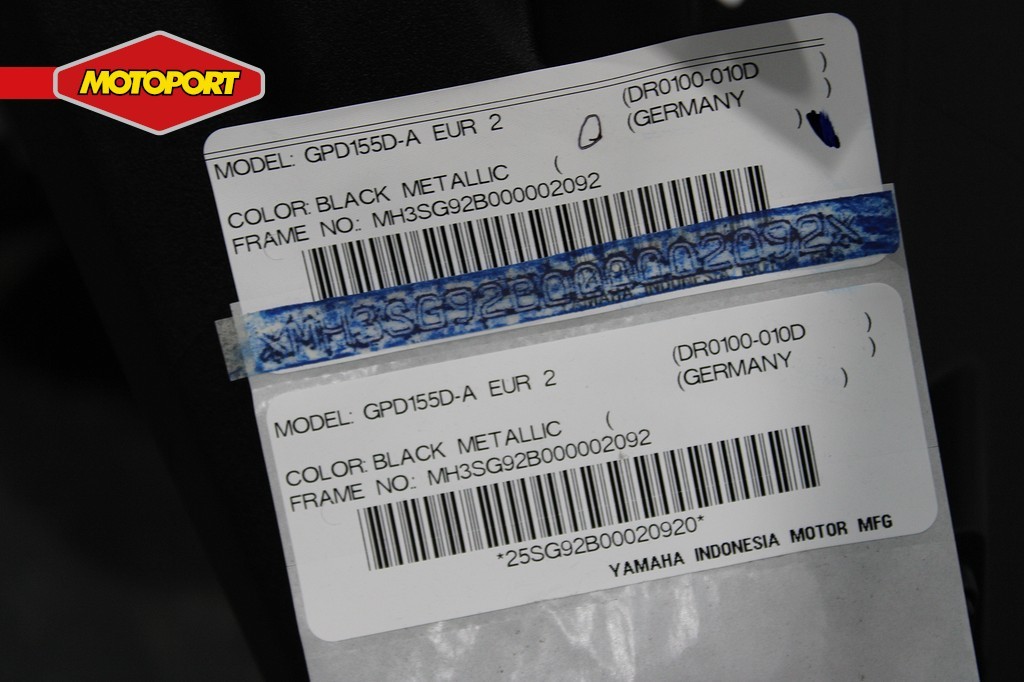 MOTOPORT
MODEL: GPD155D-A EUR 2 (DR0100-010D )
(GERMANY )
COLOR: BLACK METALLIC ( )
FRAME NO.: MH3SG92B000002092
MH3SG92B000002092
MODEL: GPD155D-A EUR 2 (DR0100-010D )
(GERMANY )
COLOR: BLACK METALLIC ( )
FRAME NO.: MH3SG92B000002092
*25SG92B00020920*
YAMAHA INDONESIA MOTOR MFG